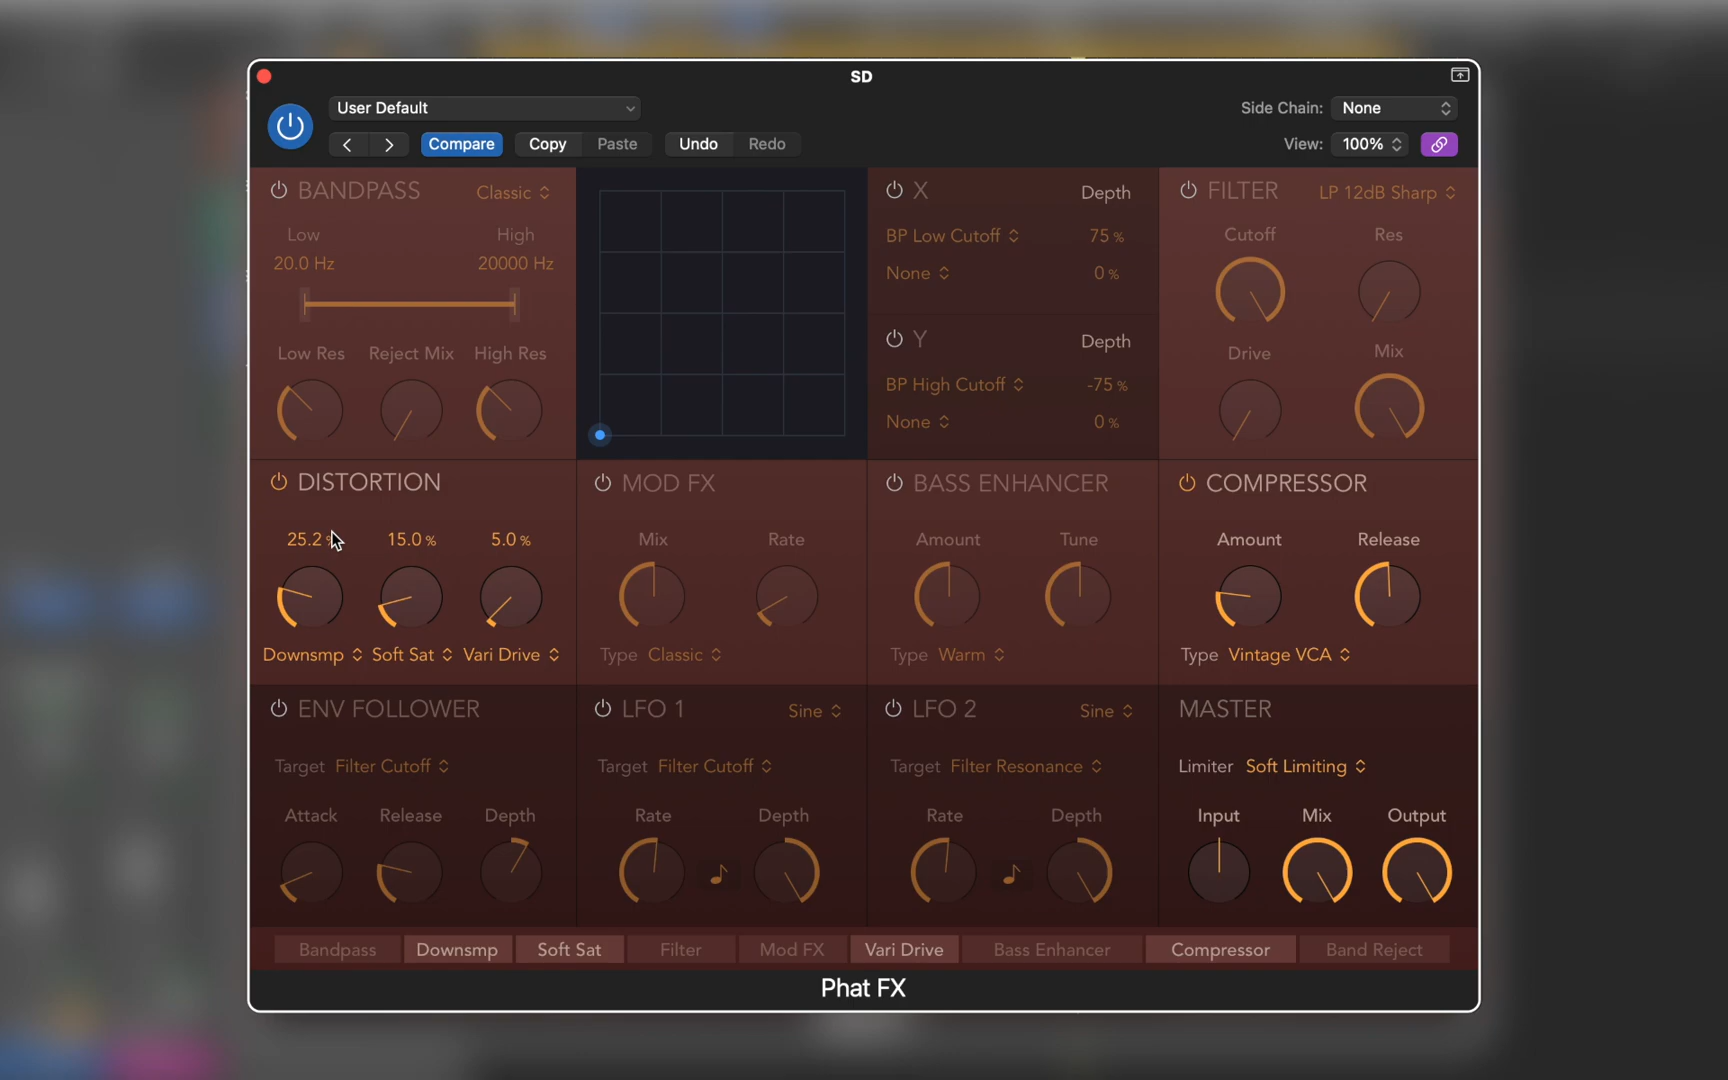 SD
User Default
Side Chain: None
Compare Copy Paste Undo Redo
View: 100%
BANDPASS Classic
Low High
20.0 Hz 20000 Hz
Low Res Reject Mix High Res
X Depth
BP Low Cutoff 75 %
None 0 %
Y Depth
BP High Cutoff -75 %
None 0 %
FILTER LP 12dB Sharp
Cutoff Res
Drive Mix
DISTORTION
25.2 15.0 % 5.0 %
Downsmp Soft Sat Vari Drive
MOD FX
Mix Rate
Type Classic
BASS ENHANCER
Amount Tune
Type Warm
COMPRESSOR
Amount Release
Type Vintage VCA
ENV FOLLOWER
Target Filter Cutoff
Attack Release Depth
LFO 1 Sine
Target Filter Cutoff
Rate Depth
LFO 2 Sine
Target Filter Resonance
Rate Depth
MASTER
Limiter Soft Limiting
Input Mix Output
Bandpass Downsmp Soft Sat Filter Mod FX Vari Drive Bass Enhancer Compressor Band Reject
Phat FX